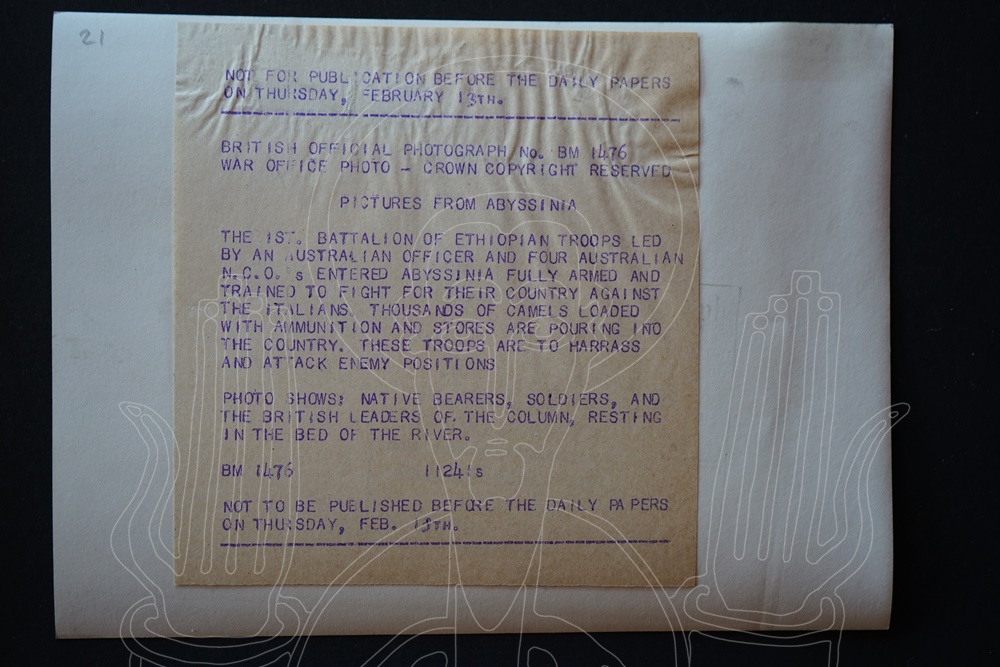 21
NOT FOR PUBLICATION BEFORE THE DAILY PAPERS
ON THURSDAY, FEBRUARY 13TH.
BRITISH OFFICIAL PHOTOGRAPH No. BM 1476
WAR OFFICE PHOTO - CROWN COPYRIGHT RESERVED
PICTURES FROM ABYSSINIA
THE 1ST. BATTALION OF ETHIOPIAN TROOPS LED
BY AN AUSTRALIAN OFFICER AND FOUR AUSTRALIAN
N.C.O. s ENTERED ABYSSINIA FULLY ARMED AND
TRAINED TO FIGHT FOR THEIR COUNTRY AGAINST
THE ITALIANS. THOUSANDS OF CAMELS LOADED
WITH AMMUNITION AND STORES ARE POURING INTO
THE COUNTRY. THESE TROOPS ARE TO HARRASS
AND ATTACK ENEMY POSITIONS
PHOTO SHOWS: NATIVE BEARERS, SOLDIERS, AND
THE BRITISH LEADERS OF THE COLUMN, RESTING
IN THE BED OF THE RIVER.
BM 1476 11241s
NOT TO BE PUBLISHED BEFORE THE DAILY PAPERS
ON THURSDAY, FEB. 13TH.